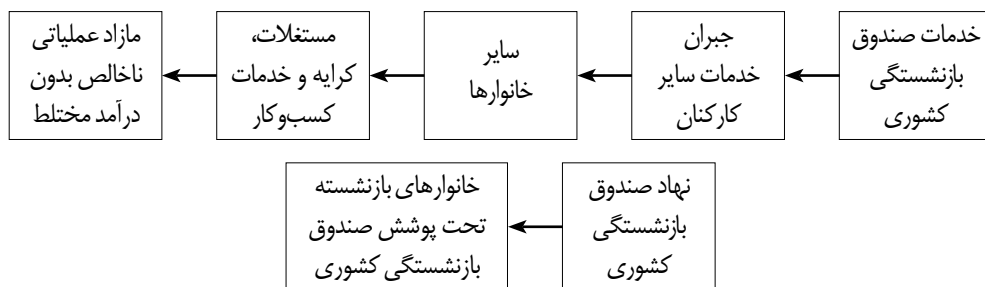 خدمات صندوق
بازنشستگی
کشوری
جبران
خدمات سایر
کارکنان
سایر
خانوارها
مستغلات،
کرایه و خدمات
کسب‌وکار
مازاد عملیاتی
ناخالص بدون
درآمد مختلط
نهاد صندوق
بازنشستگی
کشوری
خانوارهای بازنشسته
تحت پوشش صندوق
بازنشستگی کشوری